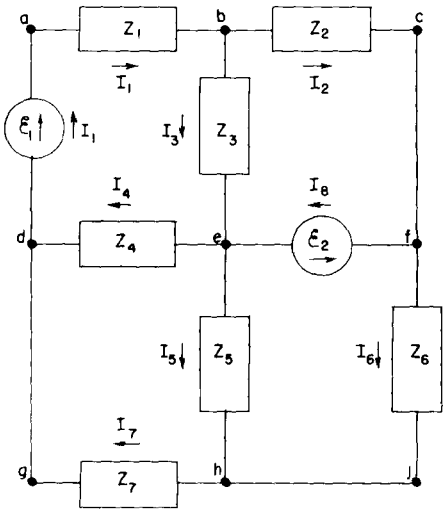 a Z₁ b Z₂ c
I₁ I₂
ℰ₁ I₁ I₃ Z₃
I₄ I₈
d Z₄ e ℰ₂ f
I₅ Z₅ I₆ Z₆
I₇
g Z₇ h j